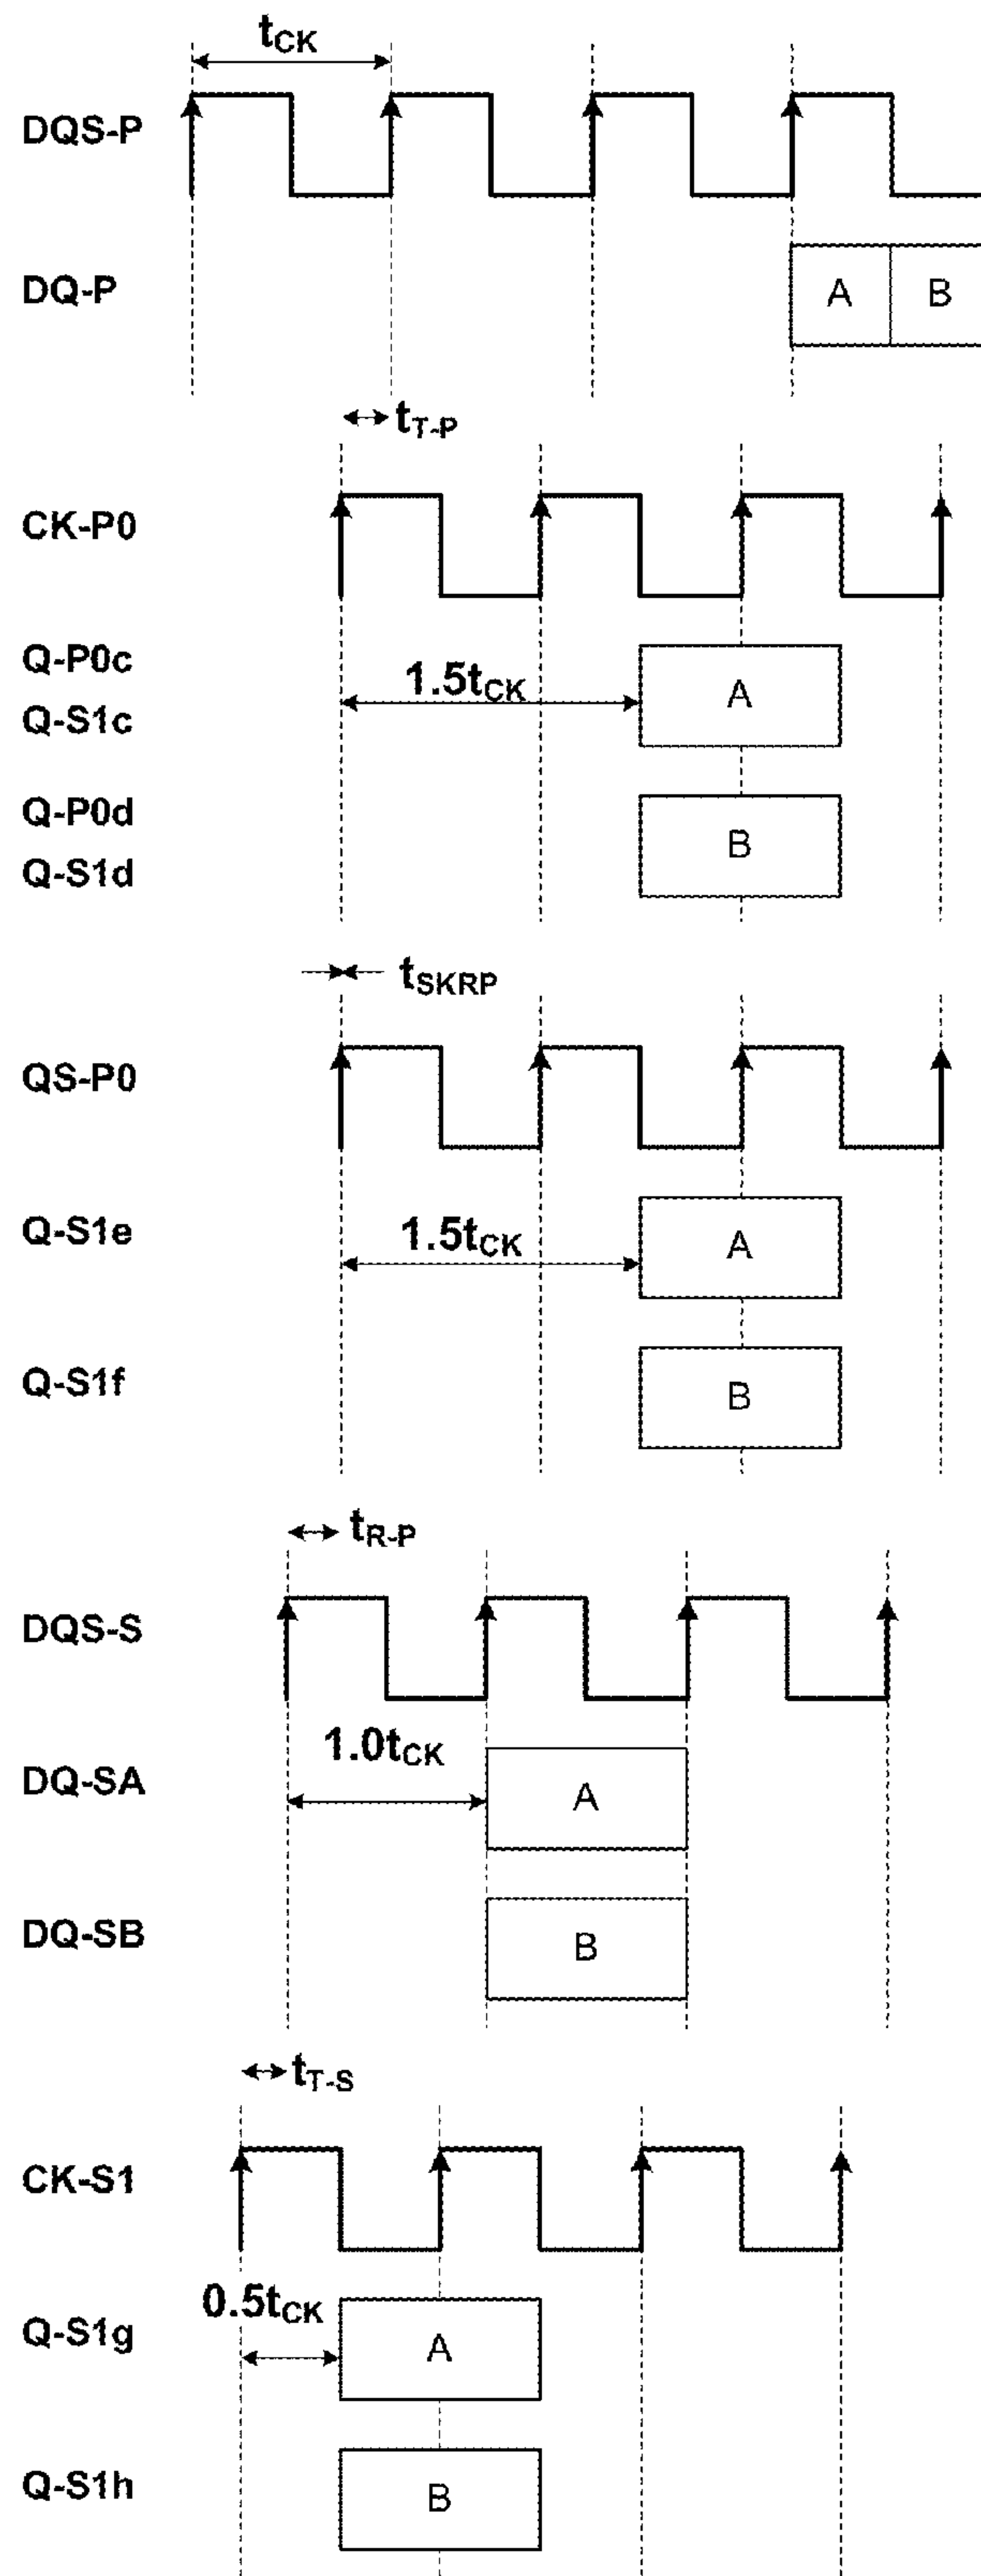 tCK
DQS-P
DQ-P A B
tT-P
CK-P0
Q-P0c
1.5tCK A
Q-S1c
Q-P0d
B
Q-S1d
tSKRP
QS-P0
Q-S1e 1.5tCK A
Q-S1f B
tR-P
DQS-S
1.0tCK
DQ-SA A
DQ-SB B
tT-S
CK-S1
0.5tCK
Q-S1g A
Q-S1h B